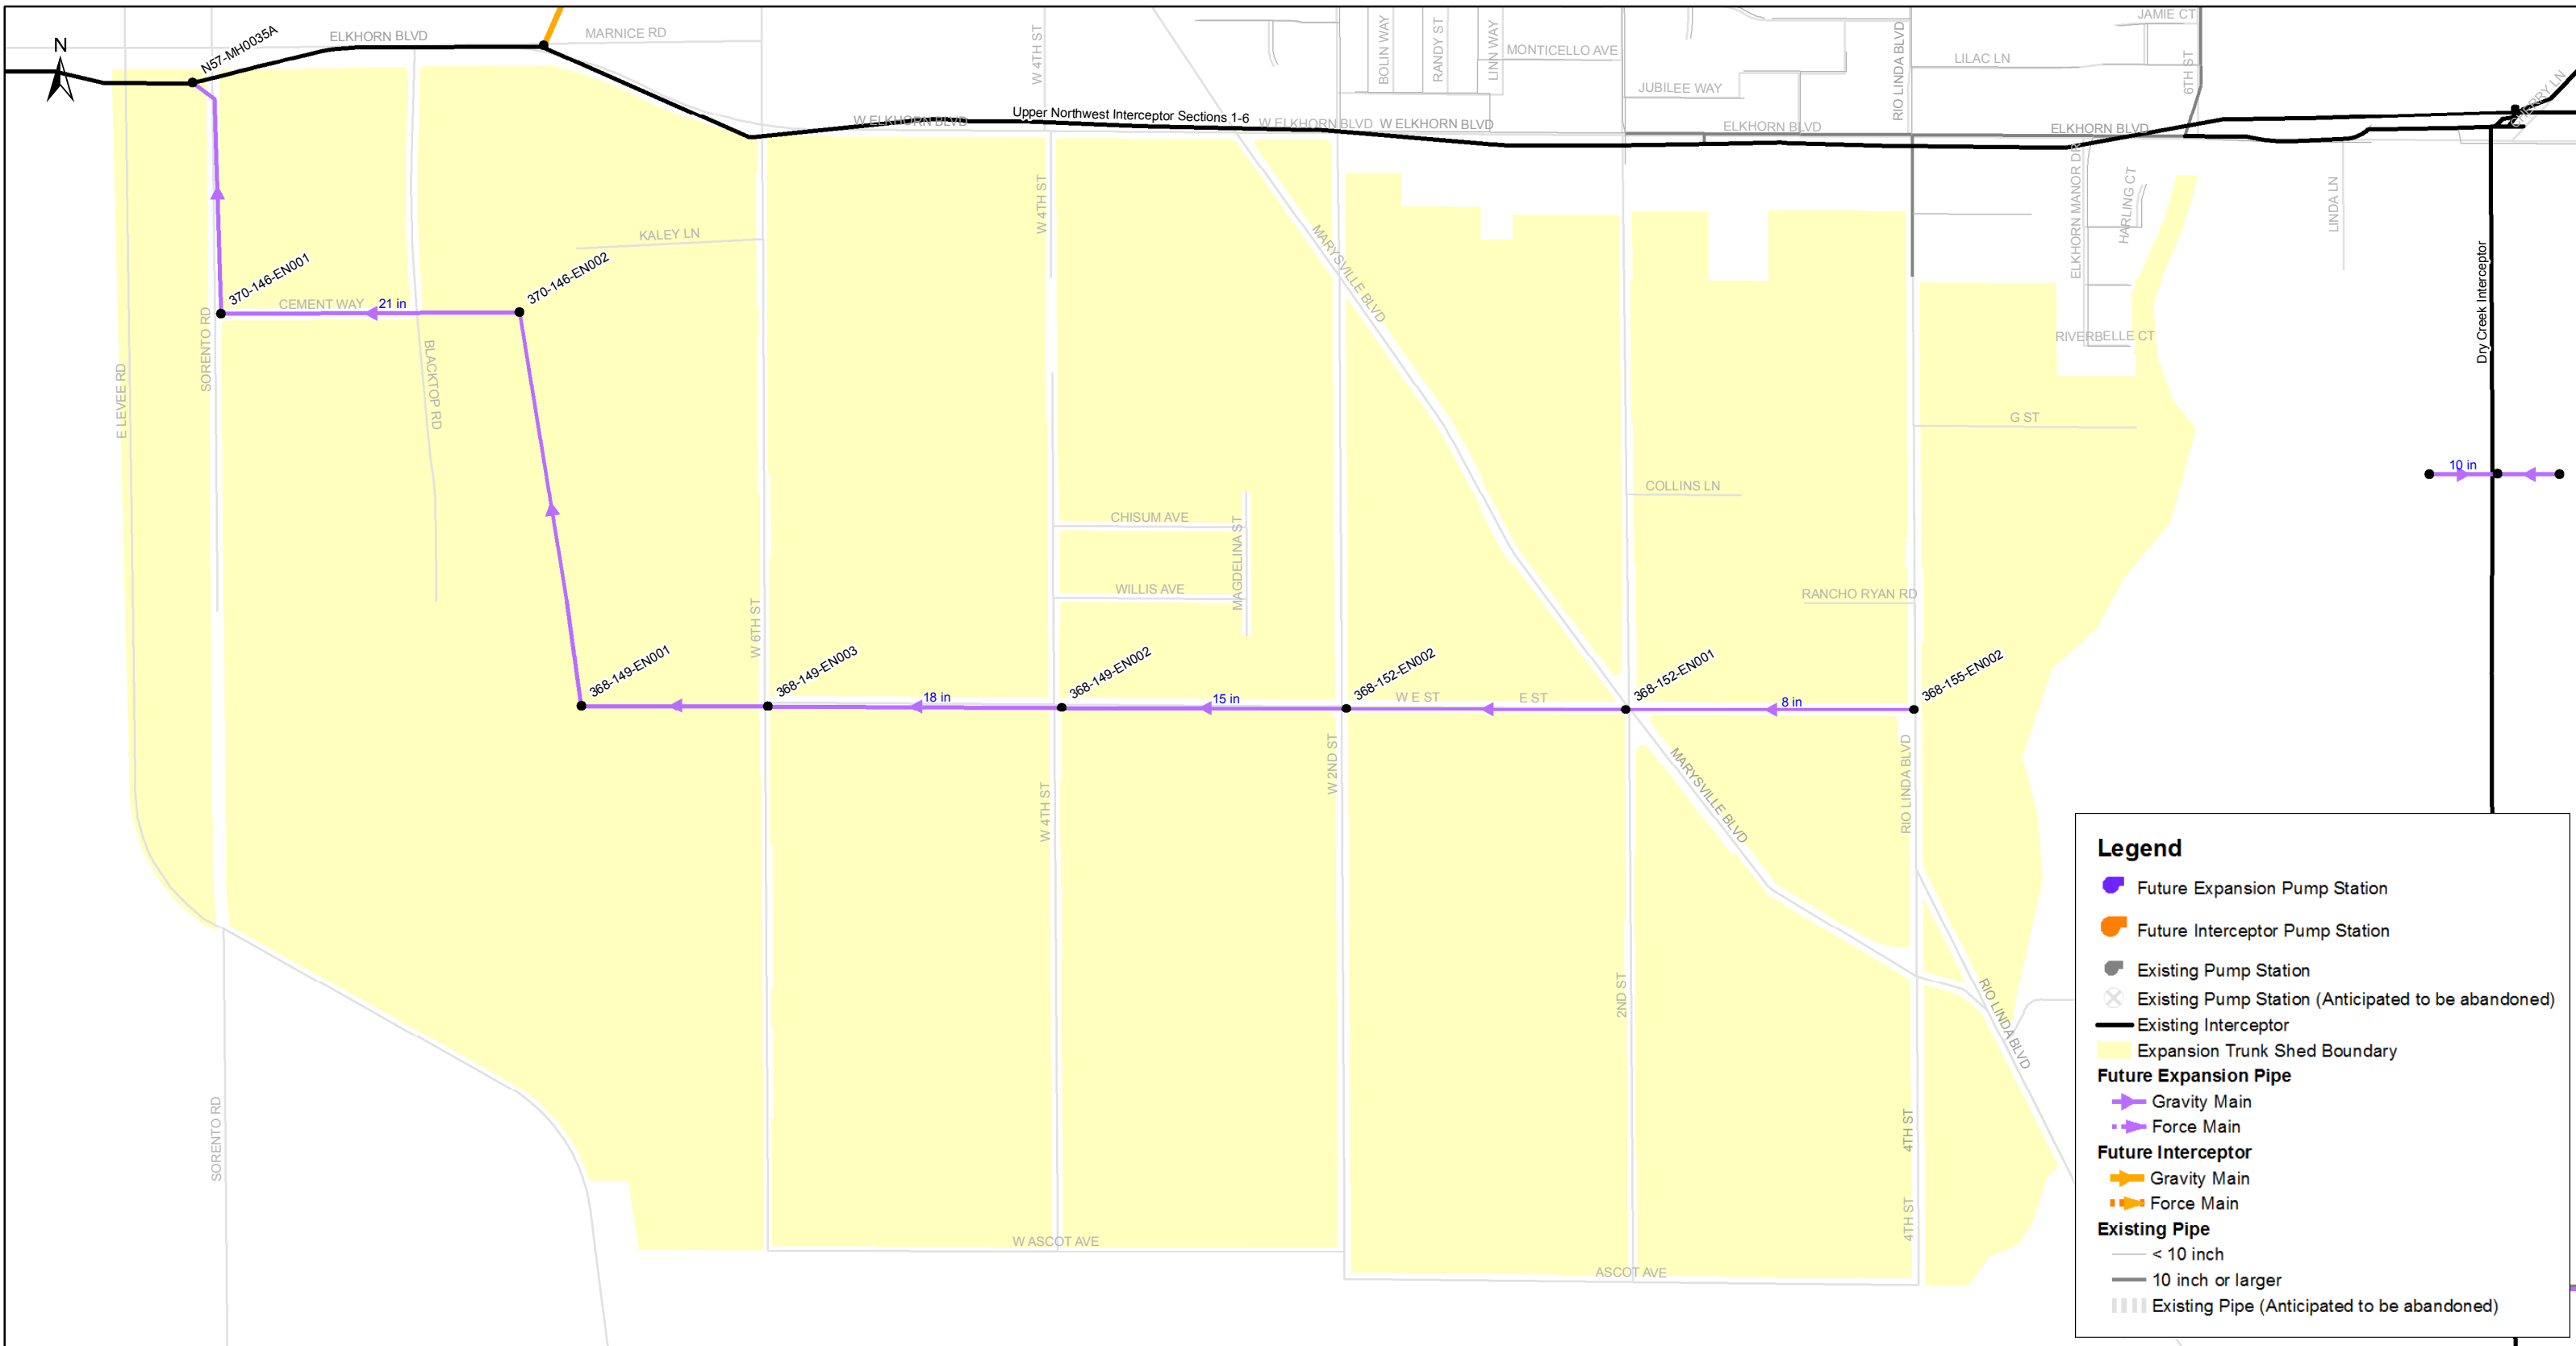 N
N57-MH0035A
ELKHORN BLVD
MARNICE RD
W 4TH ST
BOLIN WAY
RANDY ST
LINN WAY
MONTICELLO AVE
JUBILEE WAY
RIO LINDA BLVD
LILAC LN
JAMIE CT
6TH ST
CHERRY LN
W ELKHORN BLVD
Upper Northwest Interceptor Sections 1-6
W ELKHORN BLVD
W ELKHORN BLVD
ELKHORN BLVD
ELKHORN BLVD
W 4TH ST
KALEY LN
MARYSVILLE BLVD
ELKHORN MANOR DR
HARLING CT
LINDA LN
Dry Creek Interceptor
370-146-EN001
370-146-EN002
CEMENT WAY
21 in
SORENTO RD
E LEVEE RD
BLACKTOP RD
RIVERBELLE CT
G ST
10 in
COLLINS LN
CHISUM AVE
MAGDELINA ST
WILLIS AVE
RANCHO RYAN RD
W 6TH ST
368-149-EN001
368-149-EN003
368-149-EN002
368-152-EN002
368-152-EN001
368-155-EN002
18 in
15 in
W E ST
E ST
8 in
W 2ND ST
W 4TH ST
MARYSVILLE BLVD
RIO LINDA BLVD
2ND ST
RIO LINDA BLVD
SORENTO RD
4TH ST
4TH ST
W ASCOT AVE
ASCOT AVE
Legend
Future Expansion Pump Station
Future Interceptor Pump Station
Existing Pump Station
Existing Pump Station (Anticipated to be abandoned)
Existing Interceptor
Expansion Trunk Shed Boundary
Future Expansion Pipe
Gravity Main
Force Main
Future Interceptor
Gravity Main
Force Main
Existing Pipe
< 10 inch
10 inch or larger
Existing Pipe (Anticipated to be abandoned)